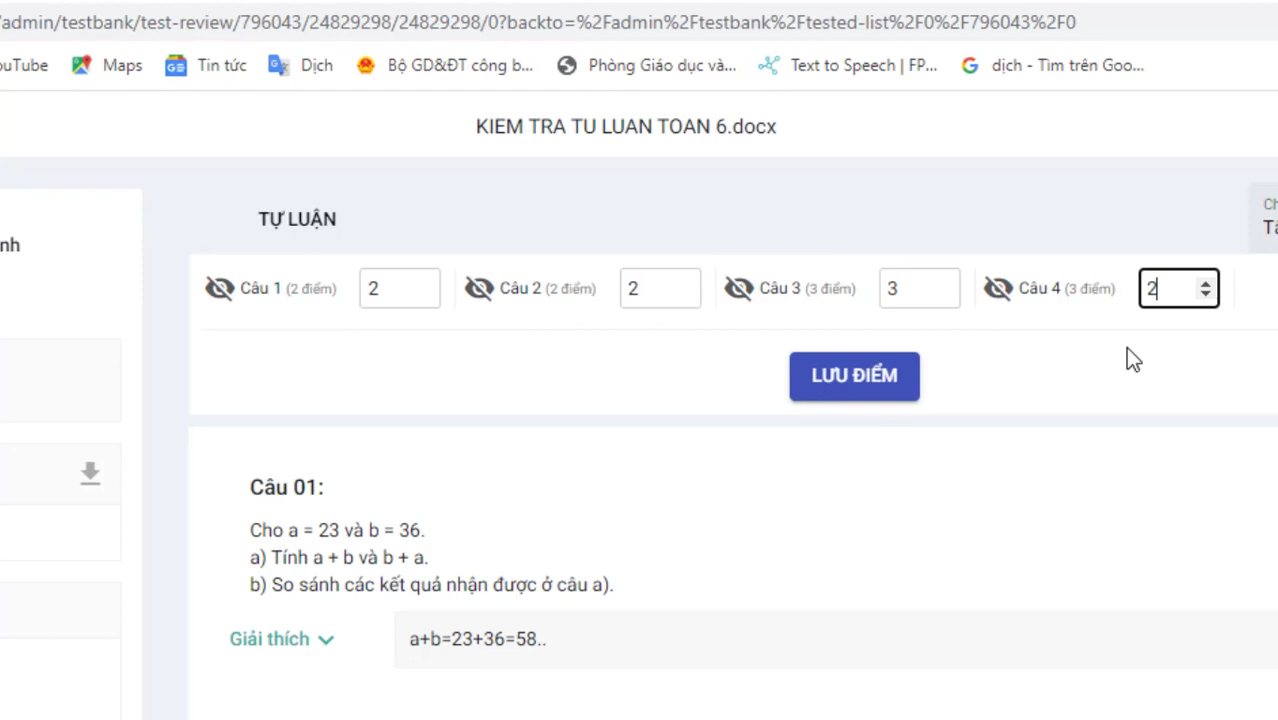 /admin/testbank/test-review/796043/24829298/24829298/0?backto=%2Fadmin%2Ftestbank%2Ftested-list%2F0%2F796043%2F0
ouTube Maps Tin tức Dịch Bộ GD&ĐT công b... Phòng Giáo dục và... Text to Speech | FP... dịch - Tìm trên Goo...
KIEM TRA TU LUAN TOAN 6.docx
TỰ LUẬN
nh
Câu 1 (2 điểm) 2 Câu 2 (2 điểm) 2 Câu 3 (3 điểm) 3 Câu 4 (3 điểm) 2
LƯU ĐIỂM
Câu 01:
Cho a = 23 và b = 36.
a) Tính a + b và b + a.
b) So sánh các kết quả nhận được ở câu a).
Giải thích a+b=23+36=58..